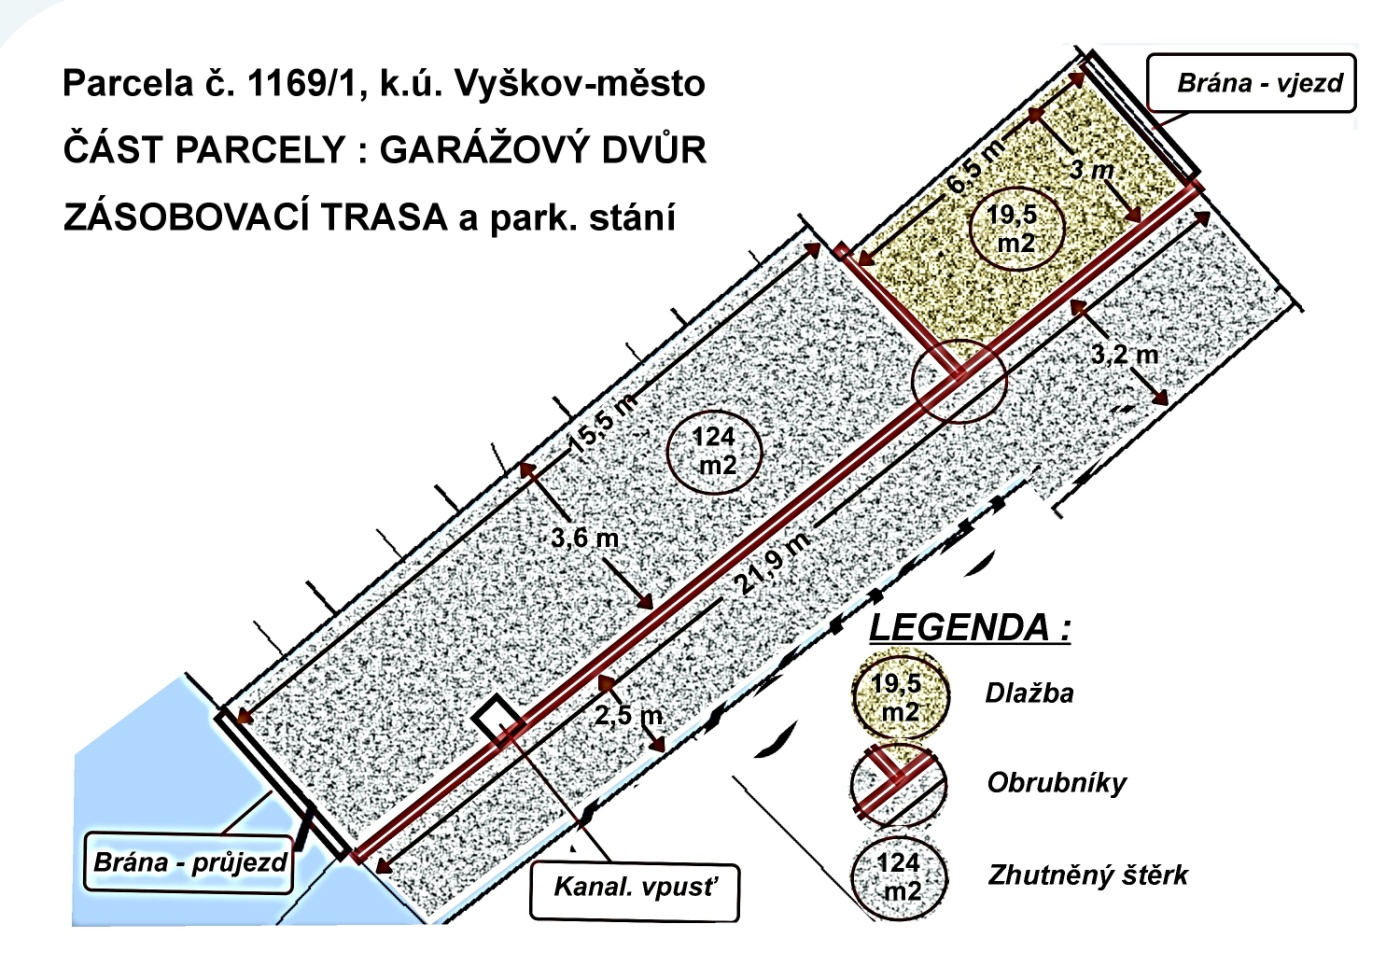 Parcela č. 1169/1, k.ú. Vyškov-město
ČÁST PARCELY : GARÁŽOVÝ DVŮR
ZÁSOBOVACÍ TRASA a park. stání
Brána - vjezd
6,5 m
3 m
19,5
m2
3,2 m
15,5 m
124
m2
3,6 m
21,9 m
2,5 m
Brána - průjezd
Kanal. vpusť
LEGENDA :
19,5
m2
Dlažba
Obrubníky
124
m2
Zhutněný štěrk